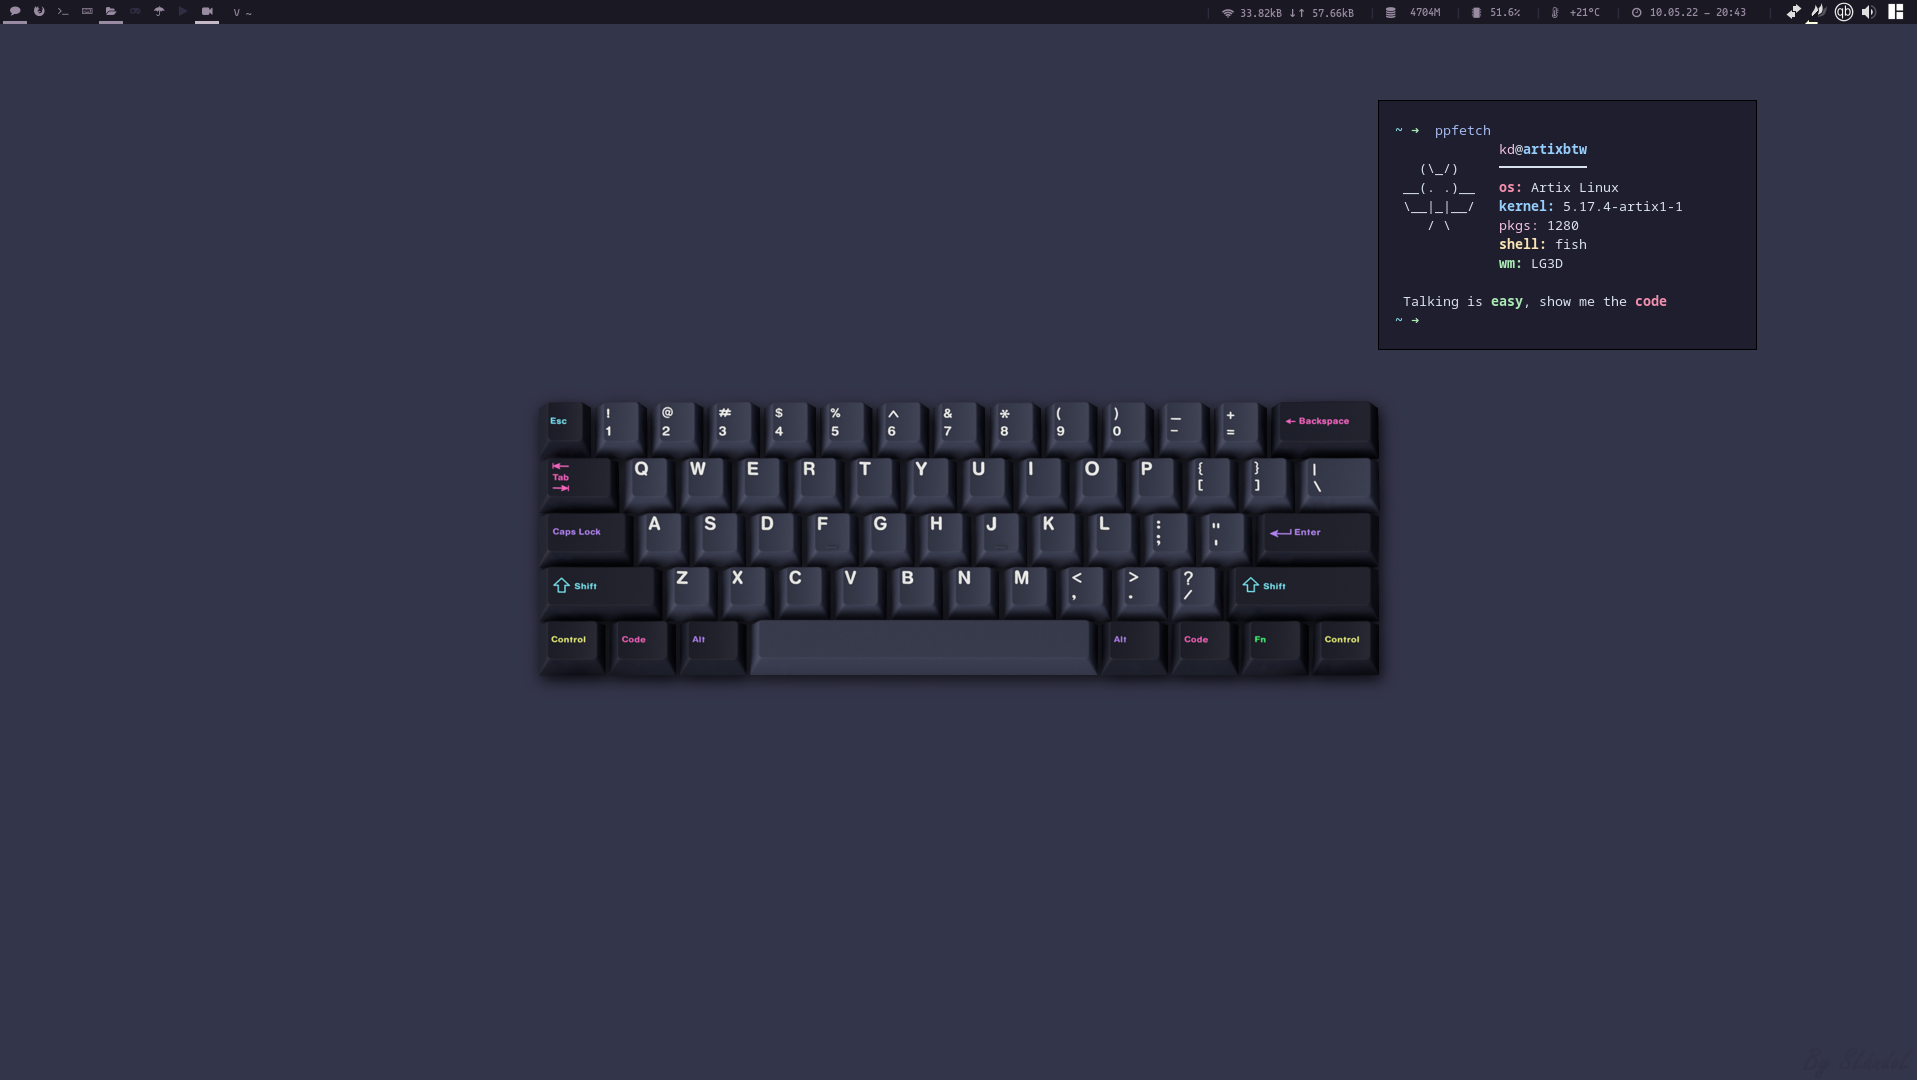 >_ V ~ 33.82kB ↓↑ 57.66kB 4704M 51.6% +21°C 10.05.22 – 20:43 qb
~ → ppfetch
kd@artixbtw
(\_/)
__(. .)__ os: Artix Linux
\__|_|__/ kernel: 5.17.4-artix1-1
/ \ pkgs: 1280
shell: fish
wm: LG3D
Talking is easy, show me the code
~ →
Esc ! 1 @ 2 # 3 $ 4 % 5 ^ 6 & 7 * 8 ( 9 ) 0 _ - + = ← Backspace
Tab Q W E R T Y U I O P { [ } ] | \
Caps Lock A S D F G H J K L : ; " ' Enter
Shift Z X C V B N M < , > . ? / Shift
Control Code Alt Alt Code Fn Control